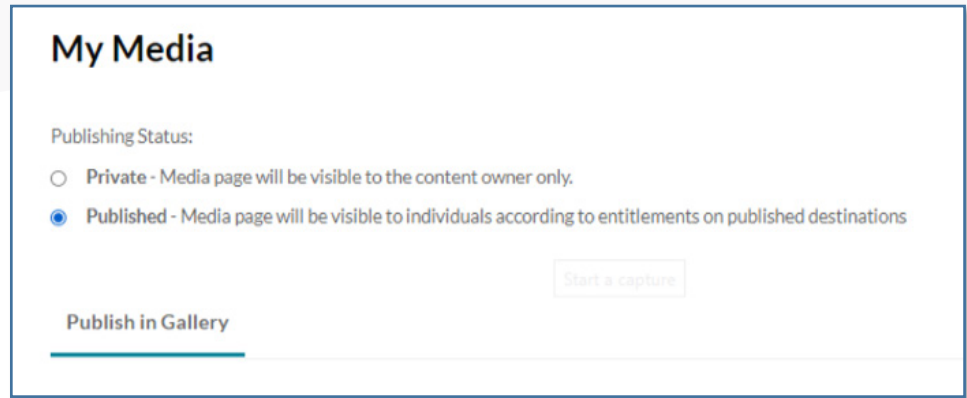 My Media
Publishing Status:
Private - Media page will be visible to the content owner only.
Published - Media page will be visible to individuals according to entitlements on published destinations
Start a capture
Publish in Gallery